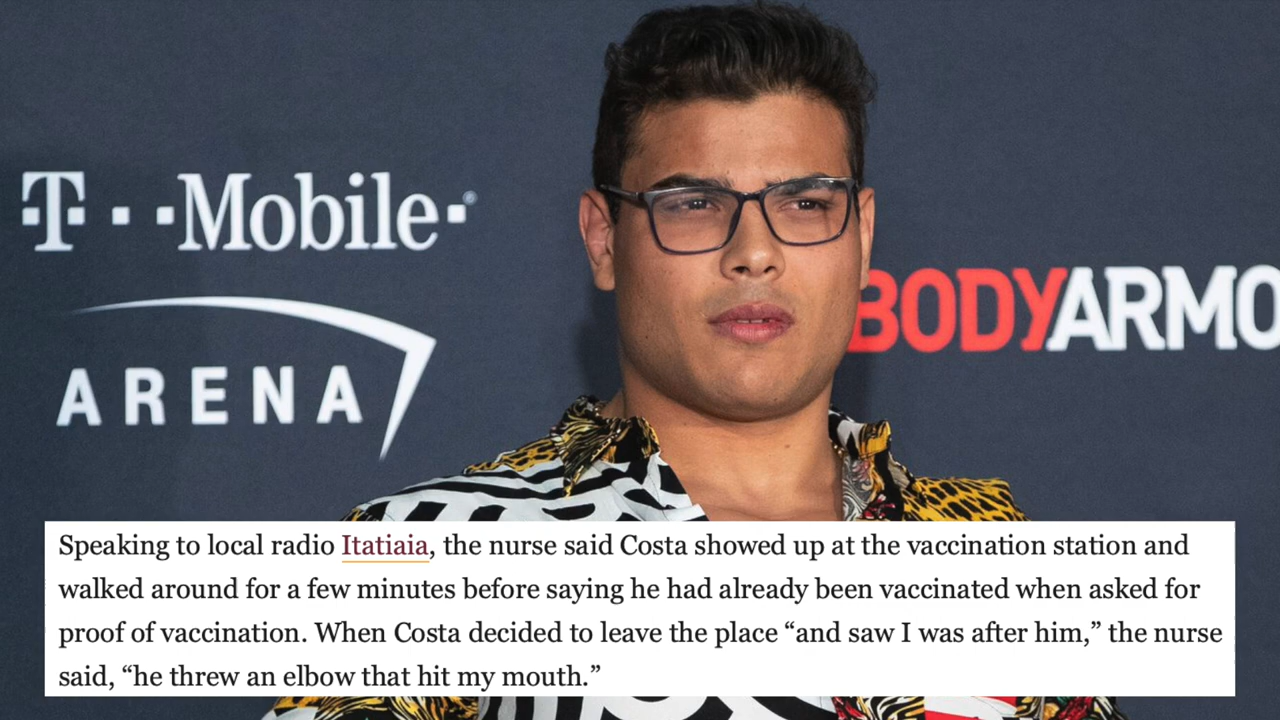 T··Mobile·
ARENA
BODYARMO
Speaking to local radio Itatiaia, the nurse said Costa showed up at the vaccination station and
walked around for a few minutes before saying he had already been vaccinated when asked for
proof of vaccination. When Costa decided to leave the place “and saw I was after him,” the nurse
said, “he threw an elbow that hit my mouth.”